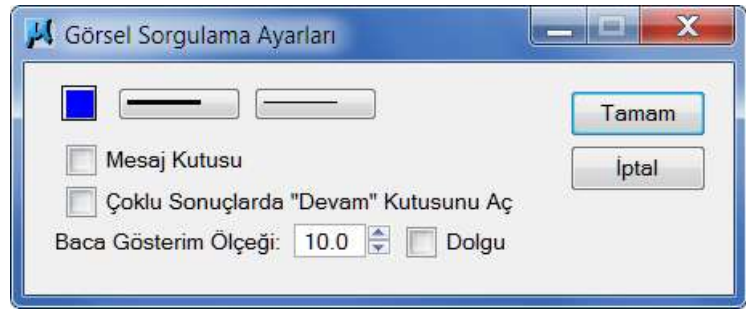 Görsel Sorgulama Ayarları
Tamam
Mesaj Kutusu
İptal
Çoklu Sonuçlarda "Devam" Kutusunu Aç
Baca Gösterim Ölçeği: 10.0 Dolgu